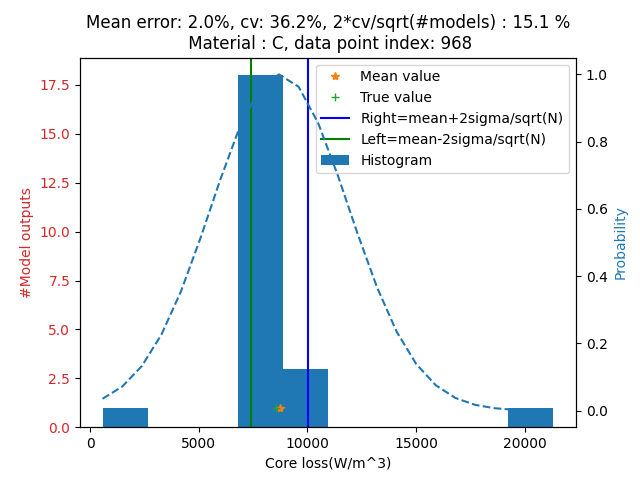 Mean error: 2.0%, cv: 36.2%, 2*cv/sqrt(#models) : 15.1 %
Material : C, data point index: 968
Mean value
True value
Right=mean+2sigma/sqrt(N)
Left=mean-2sigma/sqrt(N)
Histogram
17.5
15.0
12.5
10.0
7.5
5.0
2.5
0.0
#Model outputs
1.0
0.8
0.6
0.4
0.2
0.0
Probability
0 5000 10000 15000 20000
Core loss(W/m^3)